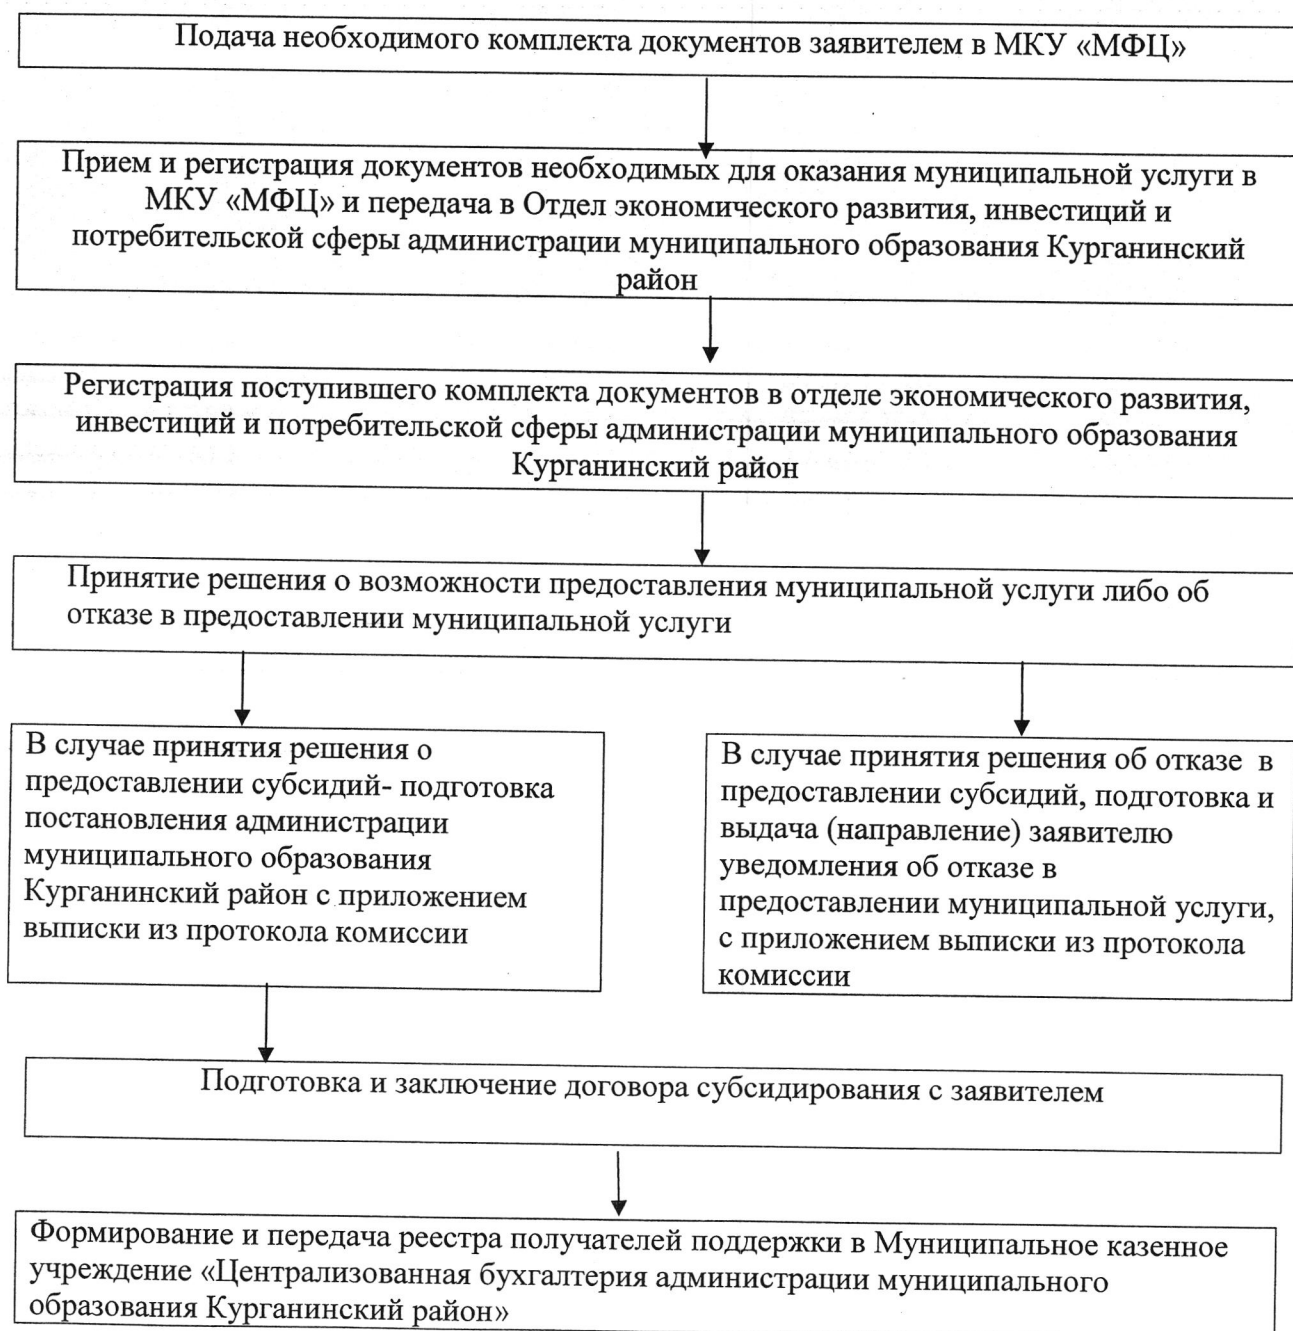 Подача необходимого комплекта документов заявителем в МКУ «МФЦ»
Прием и регистрация документов необходимых для оказания муниципальной услуги в
МКУ «МФЦ» и передача в Отдел экономического развития, инвестиций и
потребительской сферы администрации муниципального образования Курганинский
район
Регистрация поступившего комплекта документов в отделе экономического развития,
инвестиций и потребительской сферы администрации муниципального образования
Курганинский район
Принятие решения о возможности предоставления муниципальной услуги либо об
отказе в предоставлении муниципальной услуги
В случае принятия решения о
предоставлении субсидий- подготовка
постановления администрации
муниципального образования
Курганинский район с приложением
выписки из протокола комиссии
В случае принятия решения об отказе в
предоставлении субсидий, подготовка и
выдача (направление) заявителю
уведомления об отказе в
предоставлении муниципальной услуги,
с приложением выписки из протокола
комиссии
Подготовка и заключение договора субсидирования с заявителем
Формирование и передача реестра получателей поддержки в Муниципальное казенное
учреждение «Централизованная бухгалтерия администрации муниципального
образования Курганинский район»